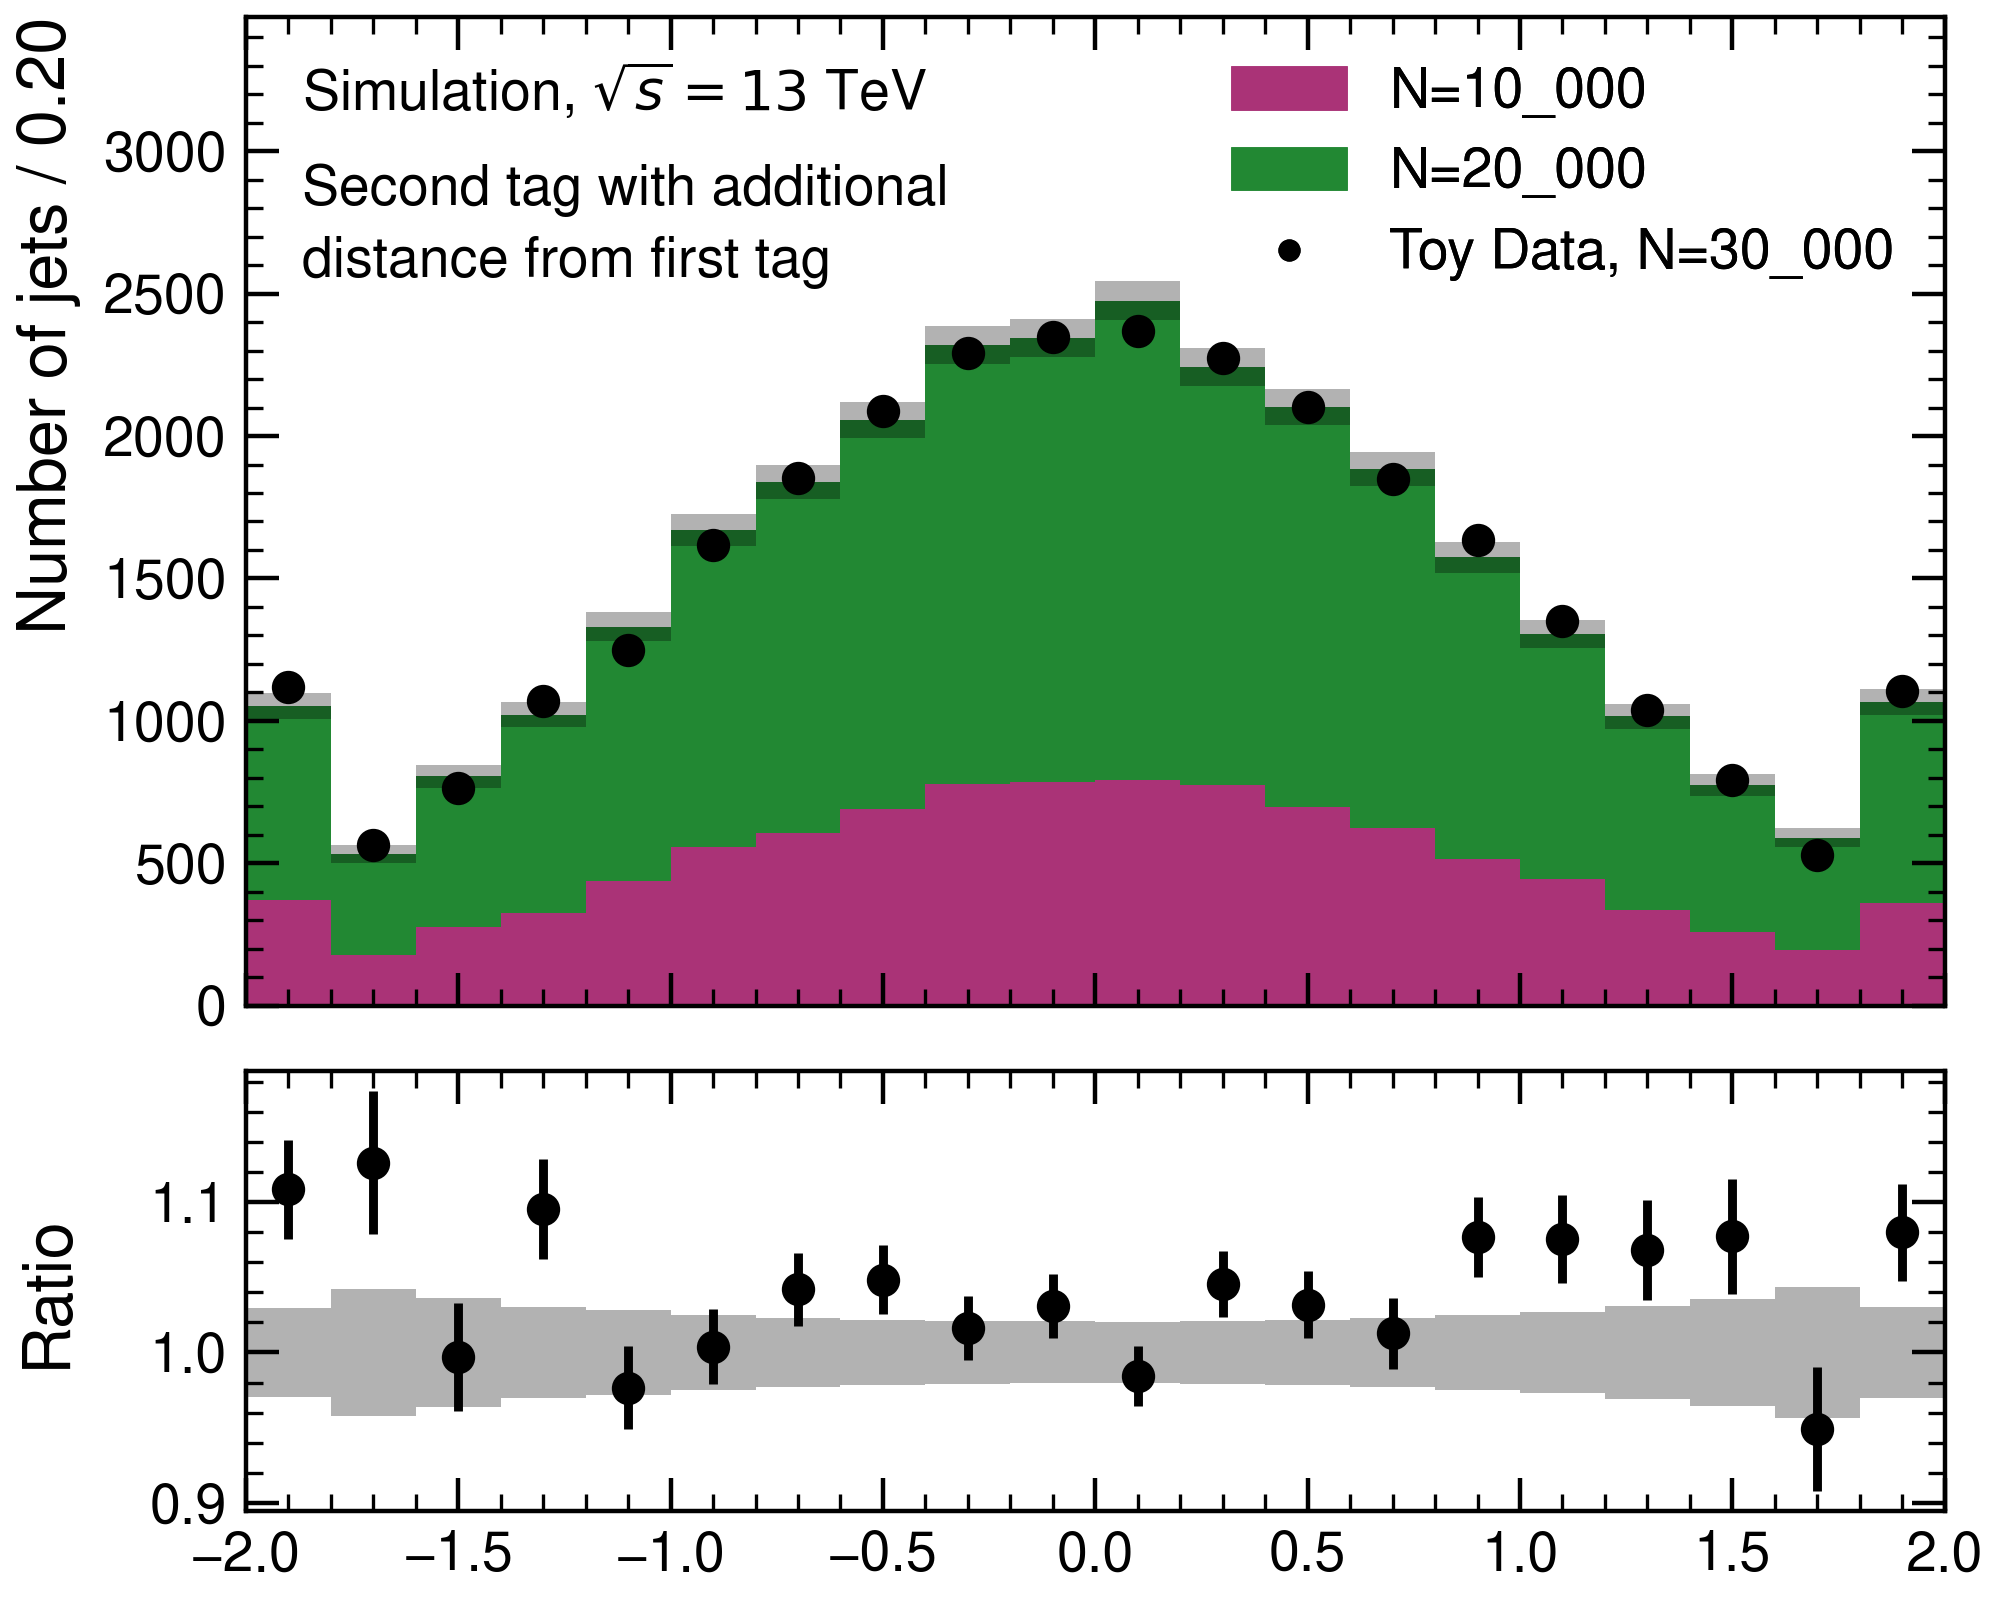 Number of jets / 0.20
Simulation, √s = 13 TeV
Second tag with additional
distance from first tag
N=10_000
N=20_000
Toy Data, N=30_000
3000
2500
2000
1500
1000
500
0
Ratio
1.1
1.0
0.9
−2.0 −1.5 −1.0 −0.5 0.0 0.5 1.0 1.5 2.0